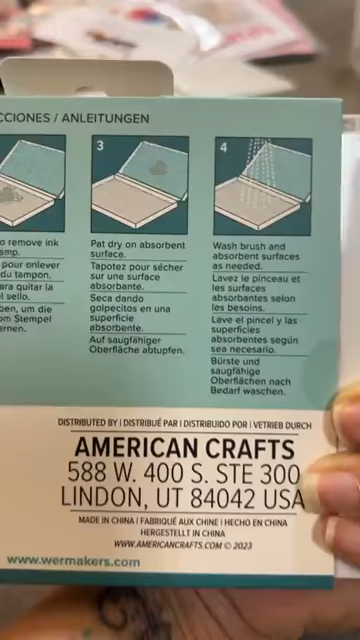 CCIONES / ANLEITUNGEN
3
4
o remove ink
amp.
pour enlever
du tampon.
ara quitar la
l sello.
ben, um die
om Stempel
ernen.
Pat dry on absorbent
surface.
Tapotez pour sécher
sur une surface
absorbante.
Seca dando
golpecitos en una
superficie
absorbente.
Auf saugfähiger
Oberfläche abtupfen.
Wash brush and
absorbent surfaces
as needed.
Lavez le pinceau et
les surfaces
absorbantes selon
les besoins.
Lave el pincel y las
superficies
absorbentes según
sea necesario.
Bürste und
saugfähige
Oberflächen nach
Bedarf waschen.
DISTRIBUTED BY | DISTRIBUÉ PAR | DISTRIBUIDO POR | VETRIEB DURCH
AMERICAN CRAFTS
588 W. 400 S. STE 300
LINDON, UT 84042 USA
MADE IN CHINA | FABRIQUÉ AUX CHINE | HECHO EN CHINA
HERGESTELLT IN CHINA
WWW.AMERICANCRAFTS.COM © 2023
www.wermakers.com